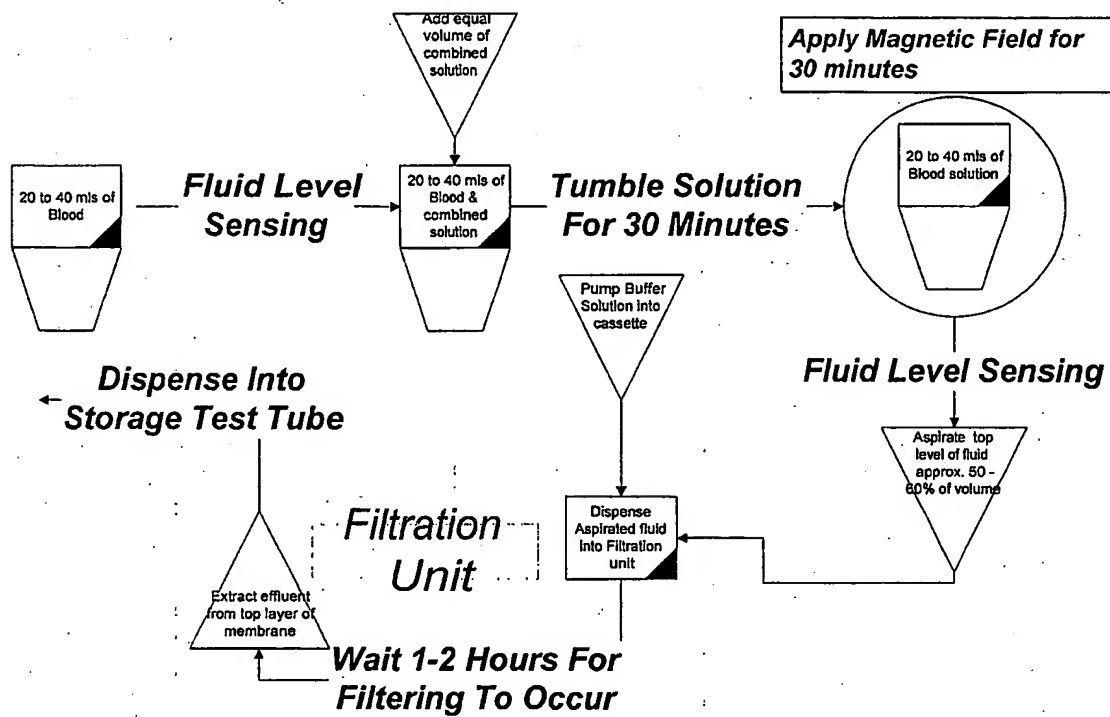 Add equal
volume of
combined
solution
Apply Magnetic Field for
30 minutes
20 to 40 mls of
Blood
Fluid Level
Sensing
20 to 40 mls of
Blood &
combined
solution
Tumble Solution
For 30 Minutes
20 to 40 mls of
Blood solution
Pump Buffer
Solution into
cassette
Fluid Level Sensing
Dispense Into
Storage Test Tube
Aspirate top
level of fluid
approx. 50 -
60% of volume
Filtration
Unit
Dispense
Aspirated fluid
into Filtration
unit
Extract effluent
from top layer of
membrane
Wait 1-2 Hours For
Filtering To Occur